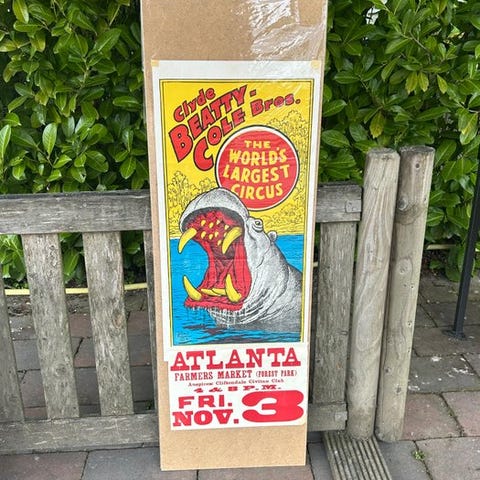 Clyde
BEATTY-
COLE Bros.
THE
WORLD'S
LARGEST
CIRCUS
ATLANTA
FARMERS MARKET (FOREST PARK)
Auspices Cliftondale Civitan Club
4 & 8 P.M.
FRI.
NOV. 3